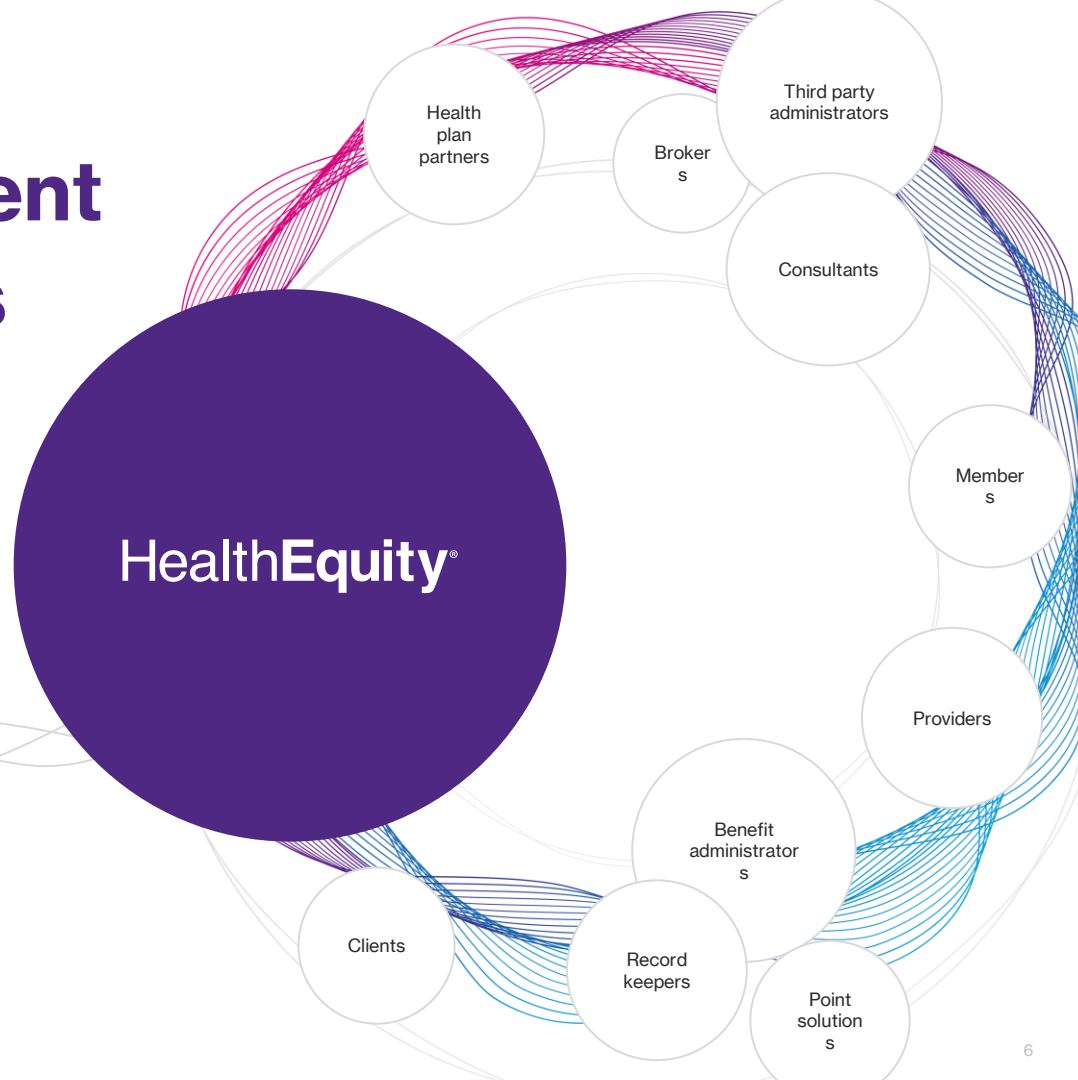 ent
s
Health
plan
partners
Broker
s
Third party
administrators
Consultants
Member
s
HealthEquity®
Providers
Benefit
administrator
s
Clients
Record
keepers
Point
solution
s
6